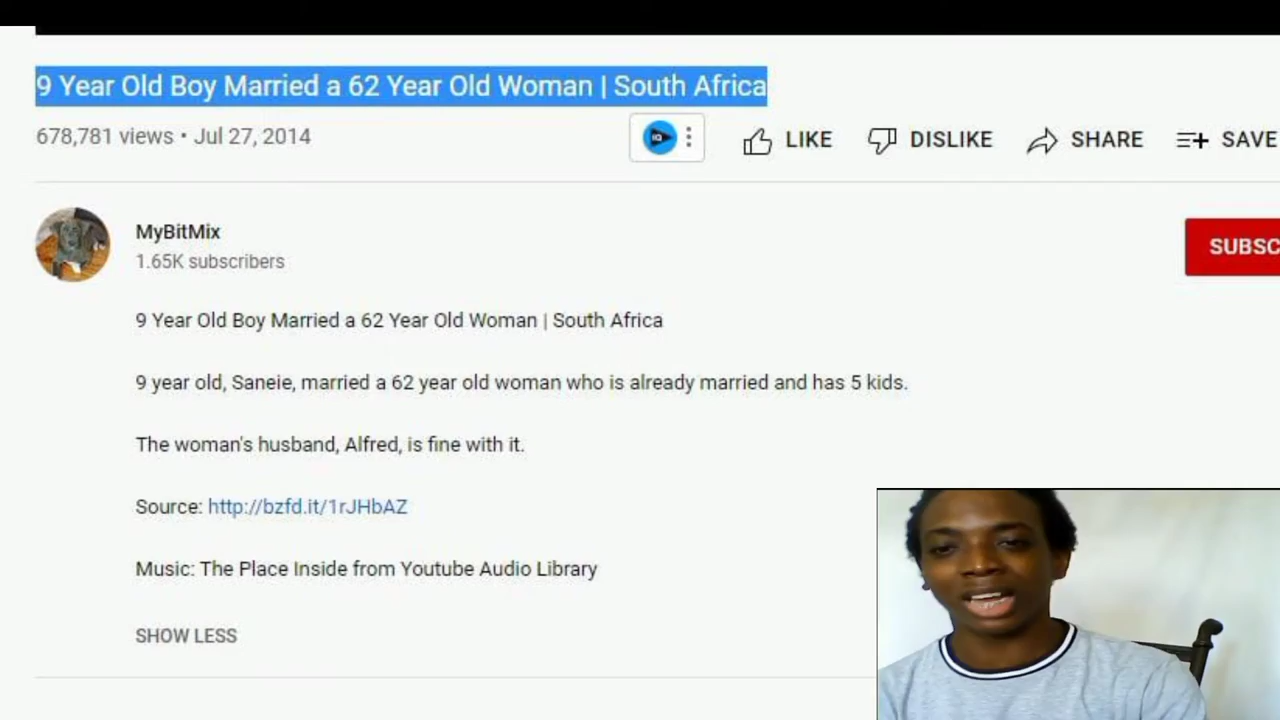 9 Year Old Boy Married a 62 Year Old Woman | South Africa
678,781 views • Jul 27, 2014
LIKE DISLIKE SHARE SAVE
MyBitMix
1.65K subscribers
SUBSC
9 Year Old Boy Married a 62 Year Old Woman | South Africa
9 year old, Saneie, married a 62 year old woman who is already married and has 5 kids.
The woman's husband, Alfred, is fine with it.
Source: http://bzfd.it/1rJHbAZ
Music: The Place Inside from Youtube Audio Library
SHOW LESS